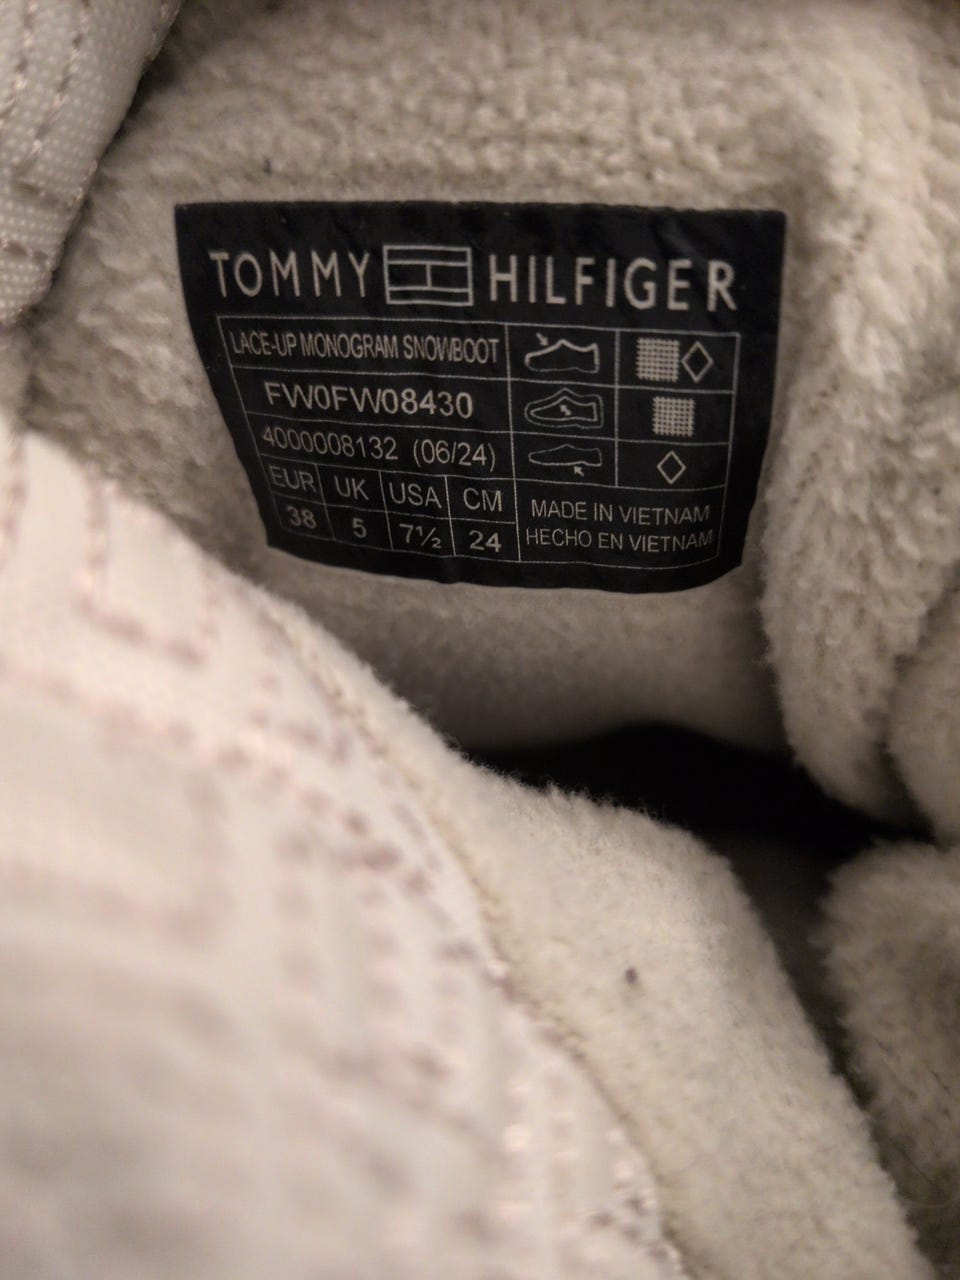 TOMMY HILFIGER
LACE-UP MONOGRAM SNOWBOOT
FW0FW08430
4000008132 (06/24)
EUR UK USA CM
38 5 7½ 24
MADE IN VIETNAM
HECHO EN VIETNAM